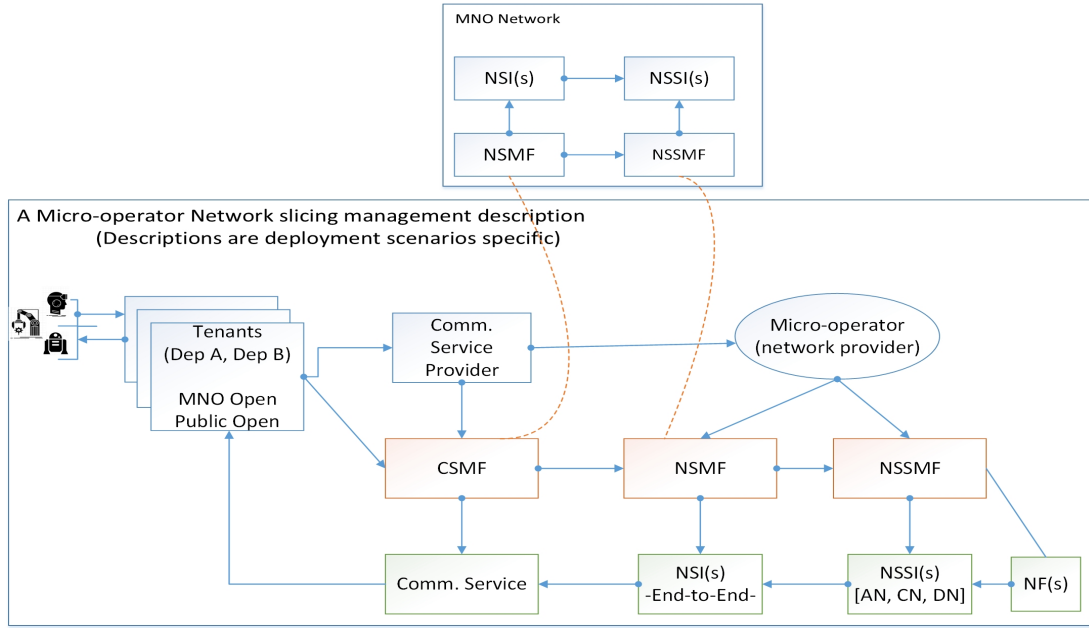 MNO Network
NSI(s)
NSSI(s)
NSMF
NSSMF
A Micro-operator Network slicing management description
(Descriptions are deployment scenarios specific)
Tenants
(Dep A, Dep B)
MNO Open
Public Open
Comm.
Service
Provider
Micro-operator
(network provider)
CSMF
NSMF
NSSMF
Comm. Service
NSI(s)
-End-to-End-
NSSI(s)
[AN, CN, DN]
NF(s)